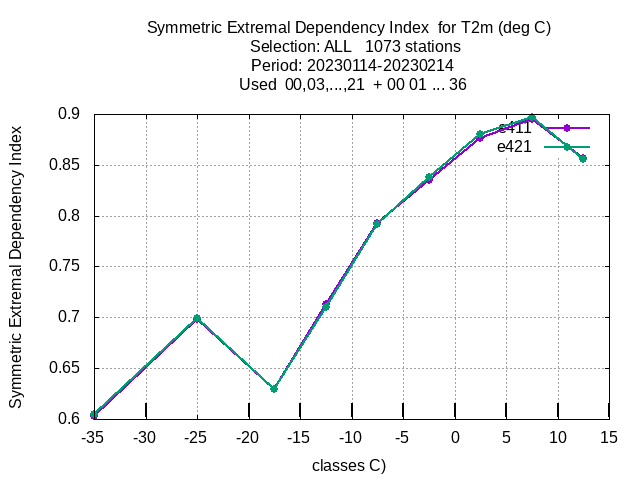 Symmetric Extremal Dependency Index  for T2m (deg C)
Selection: ALL   1073 stations
Period: 20230114-20230214
Used  00,03,...,21  + 00 01 ... 36
Symmetric Extremal Dependency Index
0.9
0.85
0.8
0.75
0.7
0.65
0.6
e411
e421
-35 -30 -25 -20 -15 -10 -5 0 5 10 15
classes C)